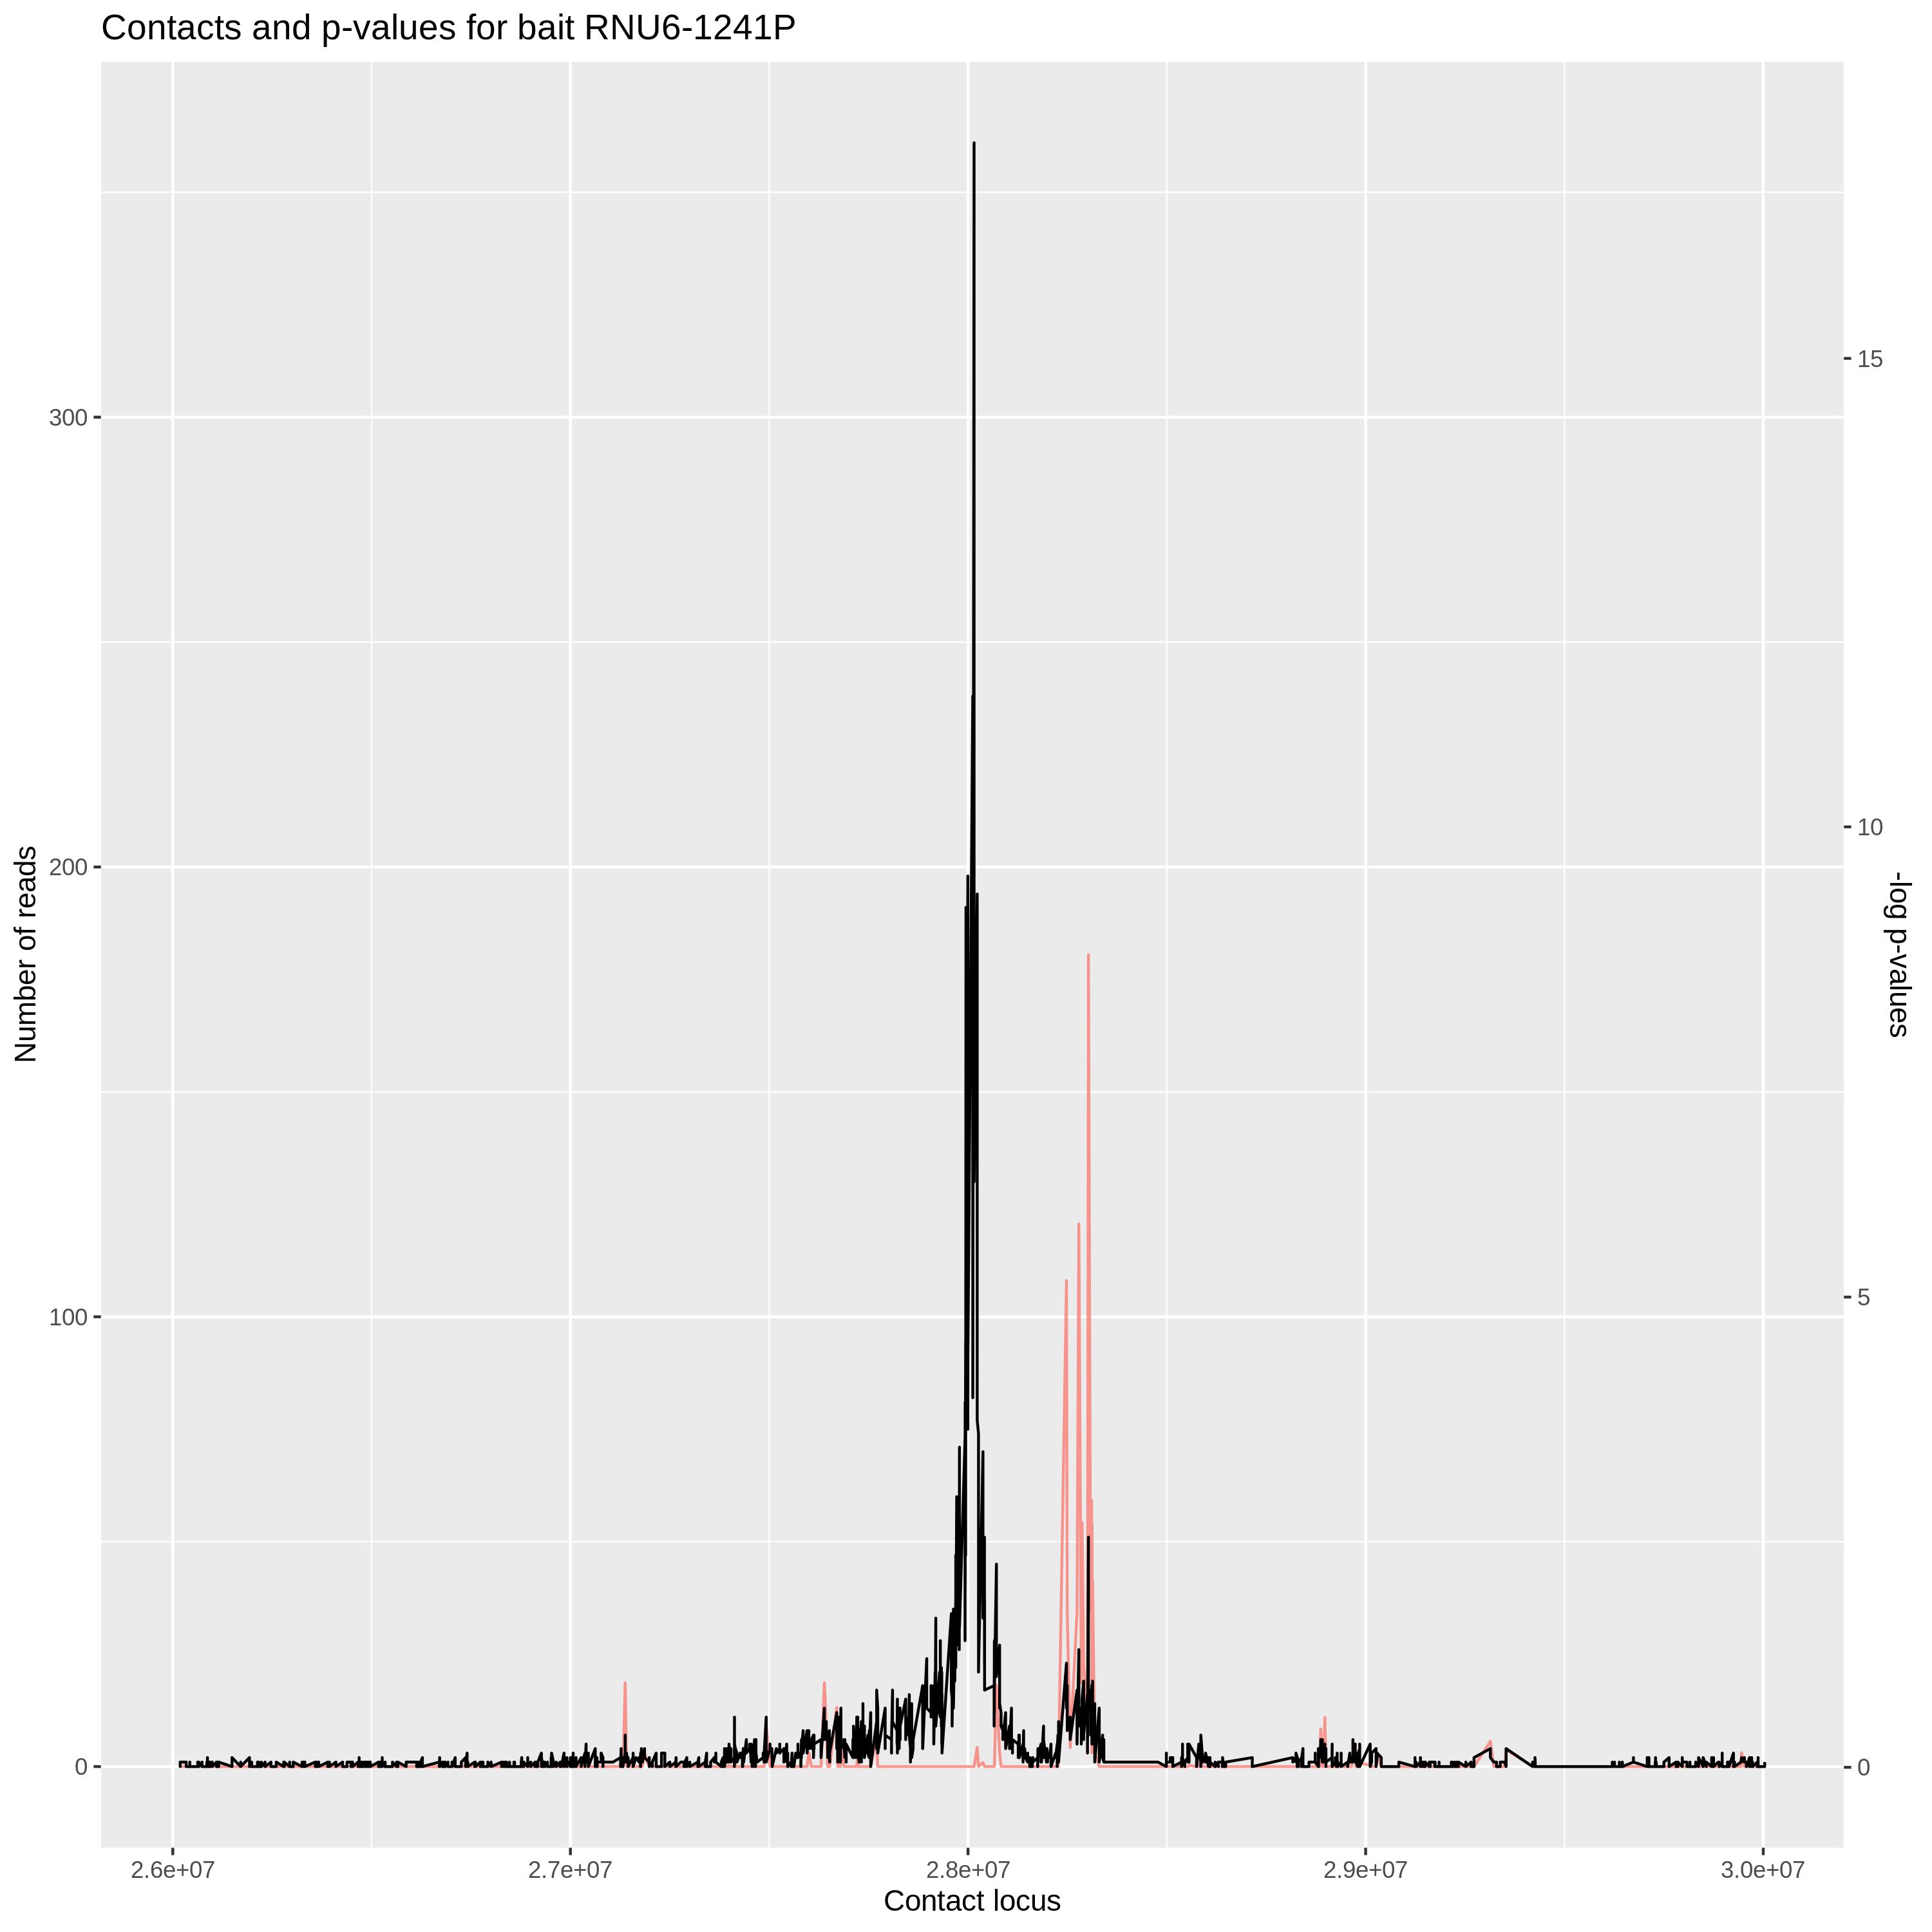 Contacts and p-values for bait RNU6-1241P
Number of reads
300
200
100
0
15
10
5
0
-log p-values
2.6e+07
2.7e+07
2.8e+07
2.9e+07
3.0e+07
Contact locus